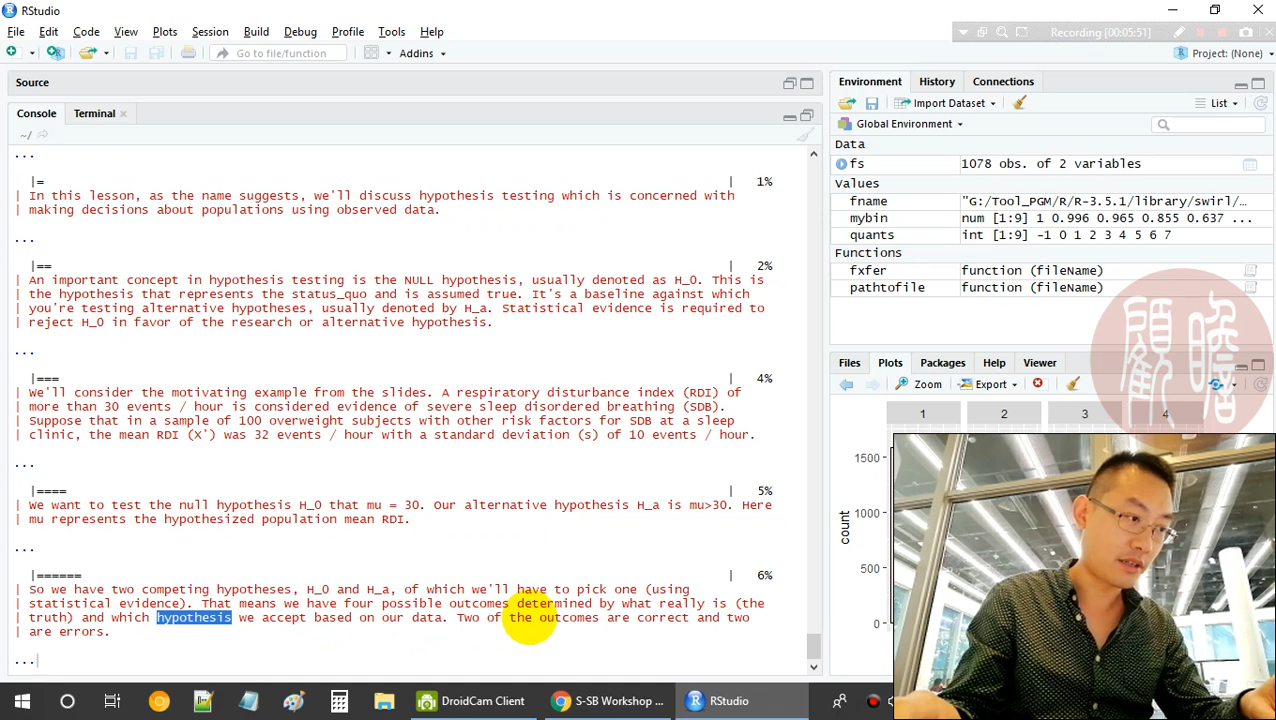 RStudio
File Edit Code View Plots Session Build Debug Profile Tools Help
Recording [00:05:51]
Go to file/function
Addins
Project: (None)
Source
Console Terminal
~/
...
|= | 1%
| In this lesson, as the name suggests, we'll discuss hypothesis testing which is concerned with
| making decisions about populations using observed data.
...
|== | 2%
| An important concept in hypothesis testing is the NULL hypothesis, usually denoted as H_0. This is
| the hypothesis that represents the status_quo and is assumed true. It's a baseline against which
| you're testing alternative hypotheses, usually denoted by H_a. Statistical evidence is required to
| reject H_0 in favor of the research or alternative hypothesis.
...
|=== | 4%
| We'll consider the motivating example from the slides. A respiratory disturbance index (RDI) of
| more than 30 events / hour is considered evidence of severe sleep disordered breathing (SDB).
| Suppose that in a sample of 100 overweight subjects with other risk factors for SDB at a sleep
| clinic, the mean RDI (X') was 32 events / hour with a standard deviation (s) of 10 events / hour.
...
|==== | 5%
| We want to test the null hypothesis H_0 that mu = 30. Our alternative hypothesis H_a is mu>30. Here
| mu represents the hypothesized population mean RDI.
...
|====== | 6%
| So we have two competing hypotheses, H_0 and H_a, of which we'll have to pick one (using
| statistical evidence). That means we have four possible outcomes determined by what really is (the
| truth) and which hypothesis we accept based on our data. Two of the outcomes are correct and two
| are errors.
...
Environment History Connections
Import Dataset
List
Global Environment
Data
fs 1078 obs. of 2 variables
Values
fname "G:/Tool_PGM/R/R-3.5.1/library/swirl/…
mybin num [1:9] 1 0.996 0.965 0.855 0.637 ...
quants int [1:9] -1 0 1 2 3 4 5 6 7
Functions
fxfer function (fileName)
pathtofile function (fileName)
Files Plots Packages Help Viewer
Zoom Export
1 2 3 4
1500
1000
500
0
count
DroidCam Client
S-SB Workshop ...
RStudio